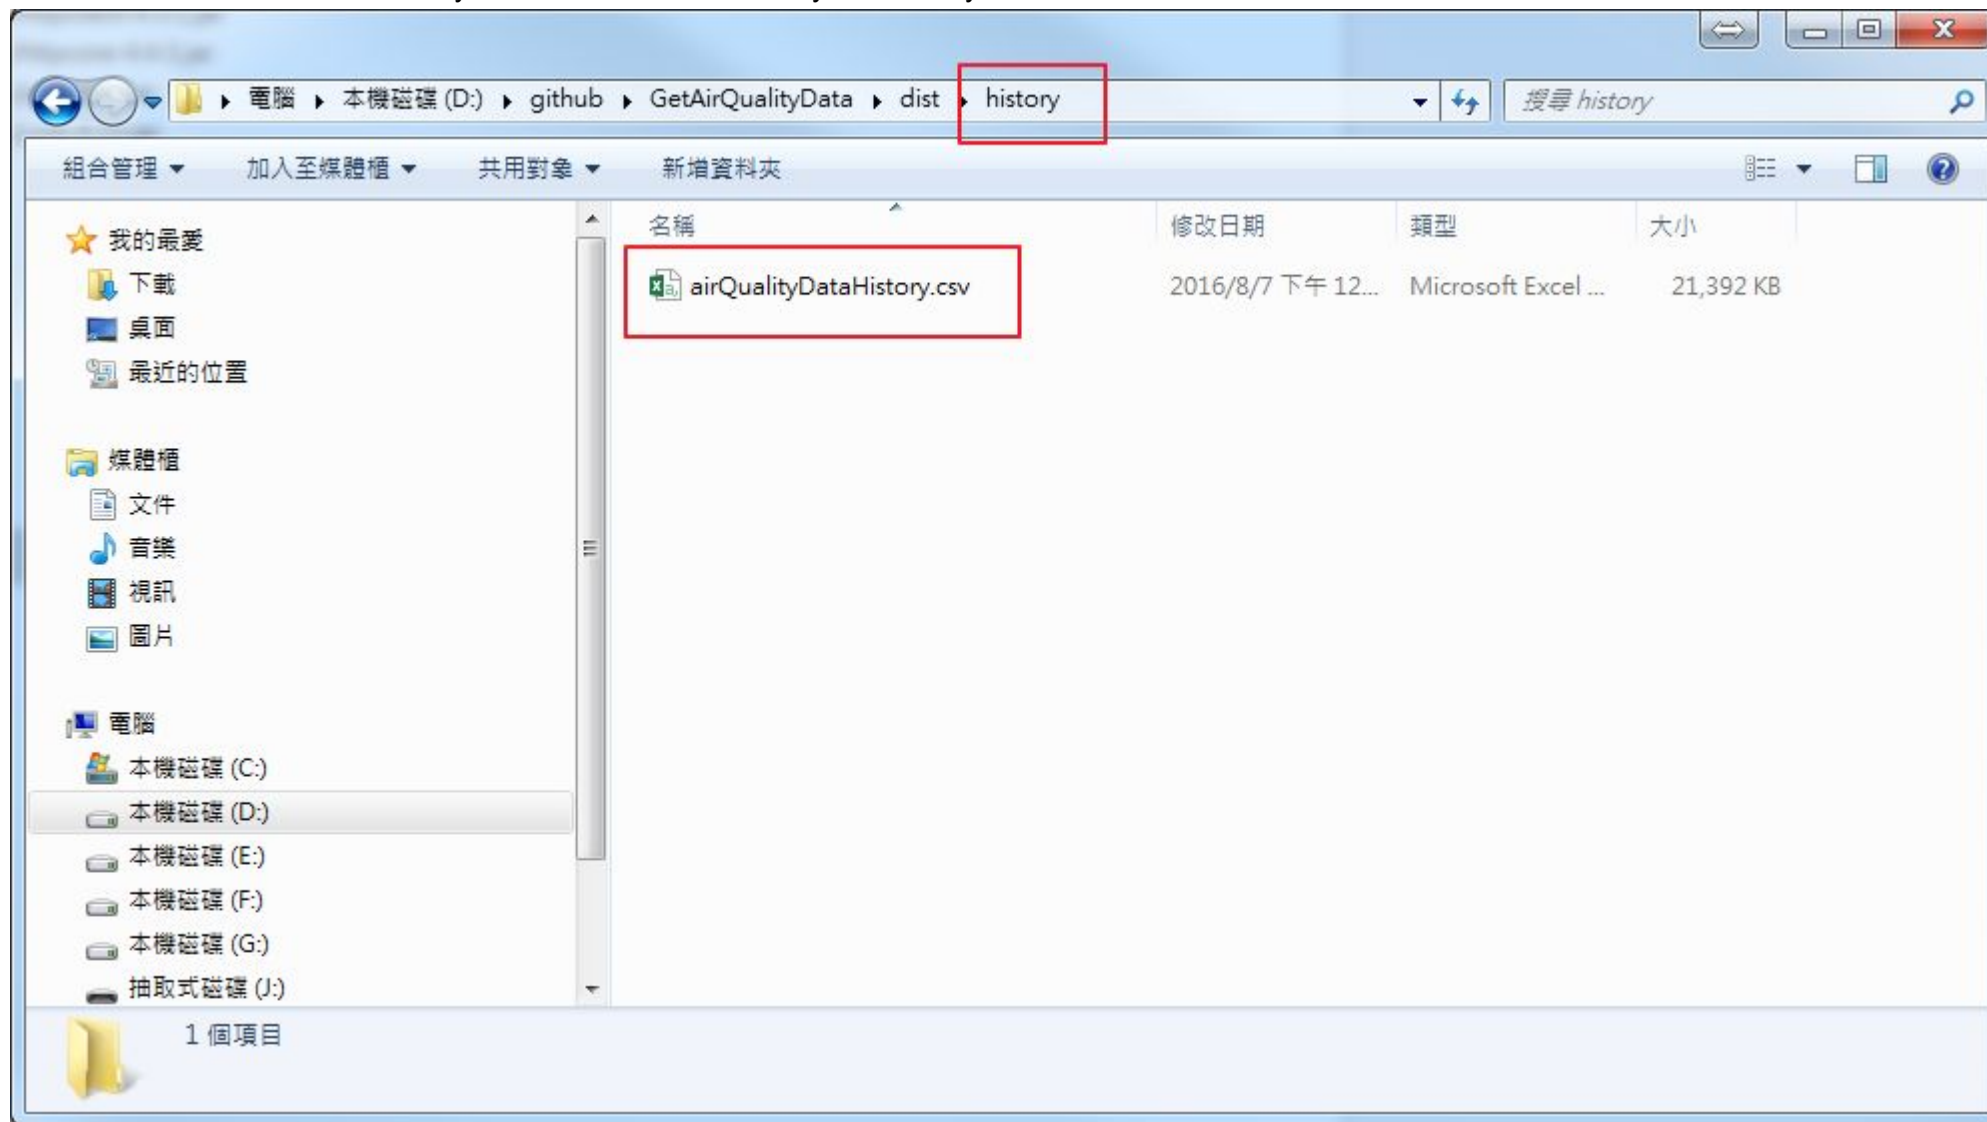 電腦 ▸ 本機磁碟 (D:) ▸ github ▸ GetAirQualityData ▸ dist ▸ history
搜尋 history
組合管理 加入至媒體櫃 共用對象 新增資料夾
我的最愛
下載
桌面
最近的位置
媒體櫃
文件
音樂
視訊
圖片
電腦
本機磁碟 (C:)
本機磁碟 (D:)
本機磁碟 (E:)
本機磁碟 (F:)
本機磁碟 (G:)
抽取式磁碟 (J:)
名稱 修改日期 類型 大小
airQualityDataHistory.csv 2016/8/7 下午 12... Microsoft Excel ... 21,392 KB
1 個項目